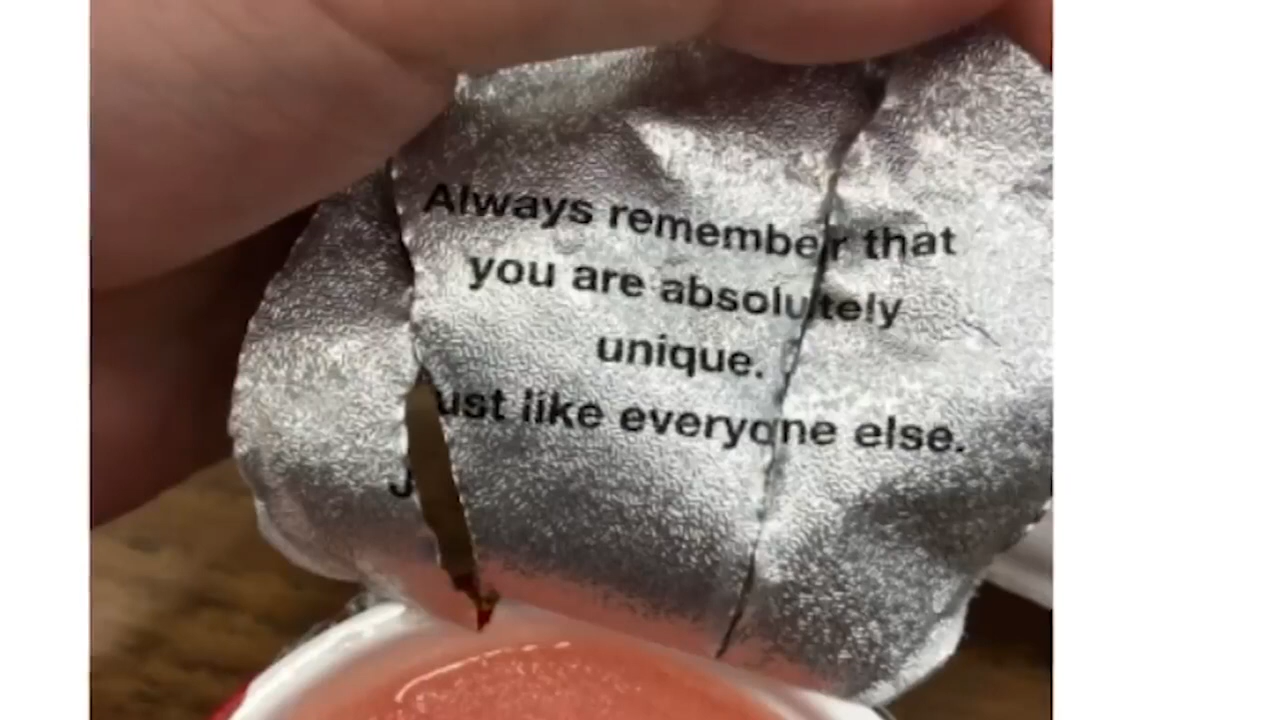 Always remember that
you are absolutely
unique.
Just like everyone else.